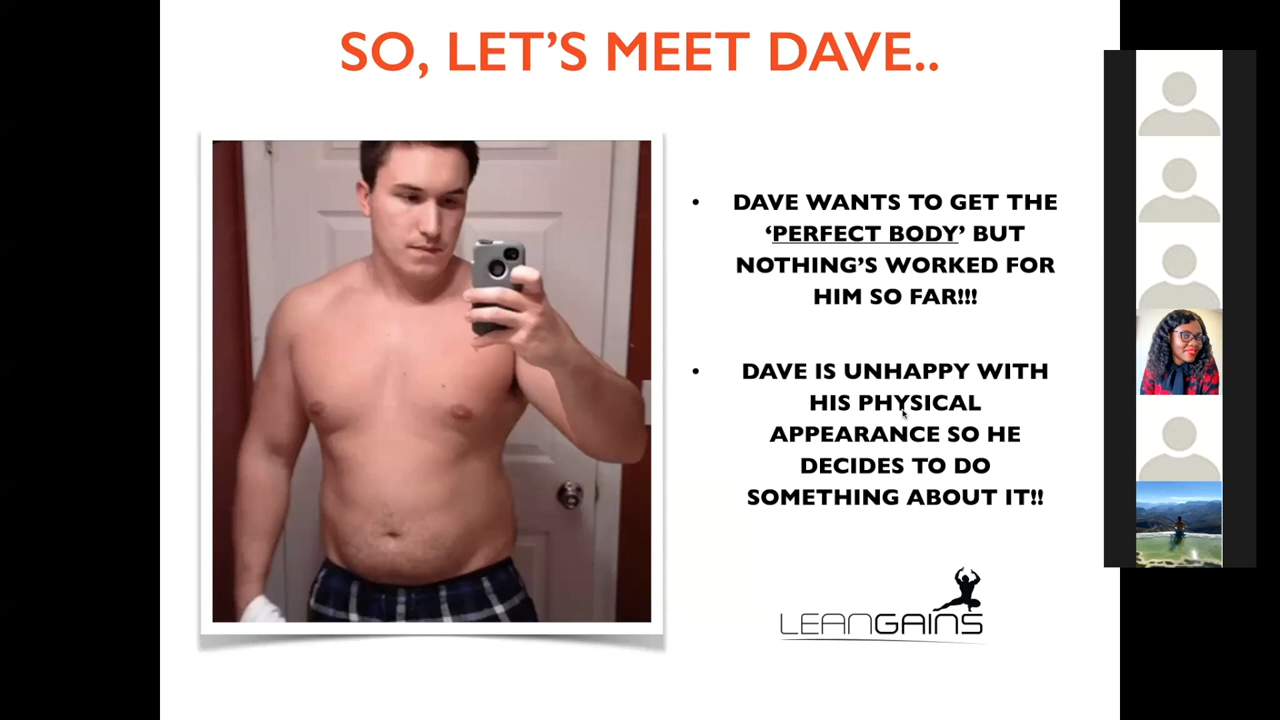 SO, LET’S MEET DAVE..
• DAVE WANTS TO GET THE
‘PERFECT BODY’ BUT
NOTHING’S WORKED FOR
HIM SO FAR!!!
• DAVE IS UNHAPPY WITH
HIS PHYSICAL
APPEARANCE SO HE
DECIDES TO DO
SOMETHING ABOUT IT!!
LEANGAINS